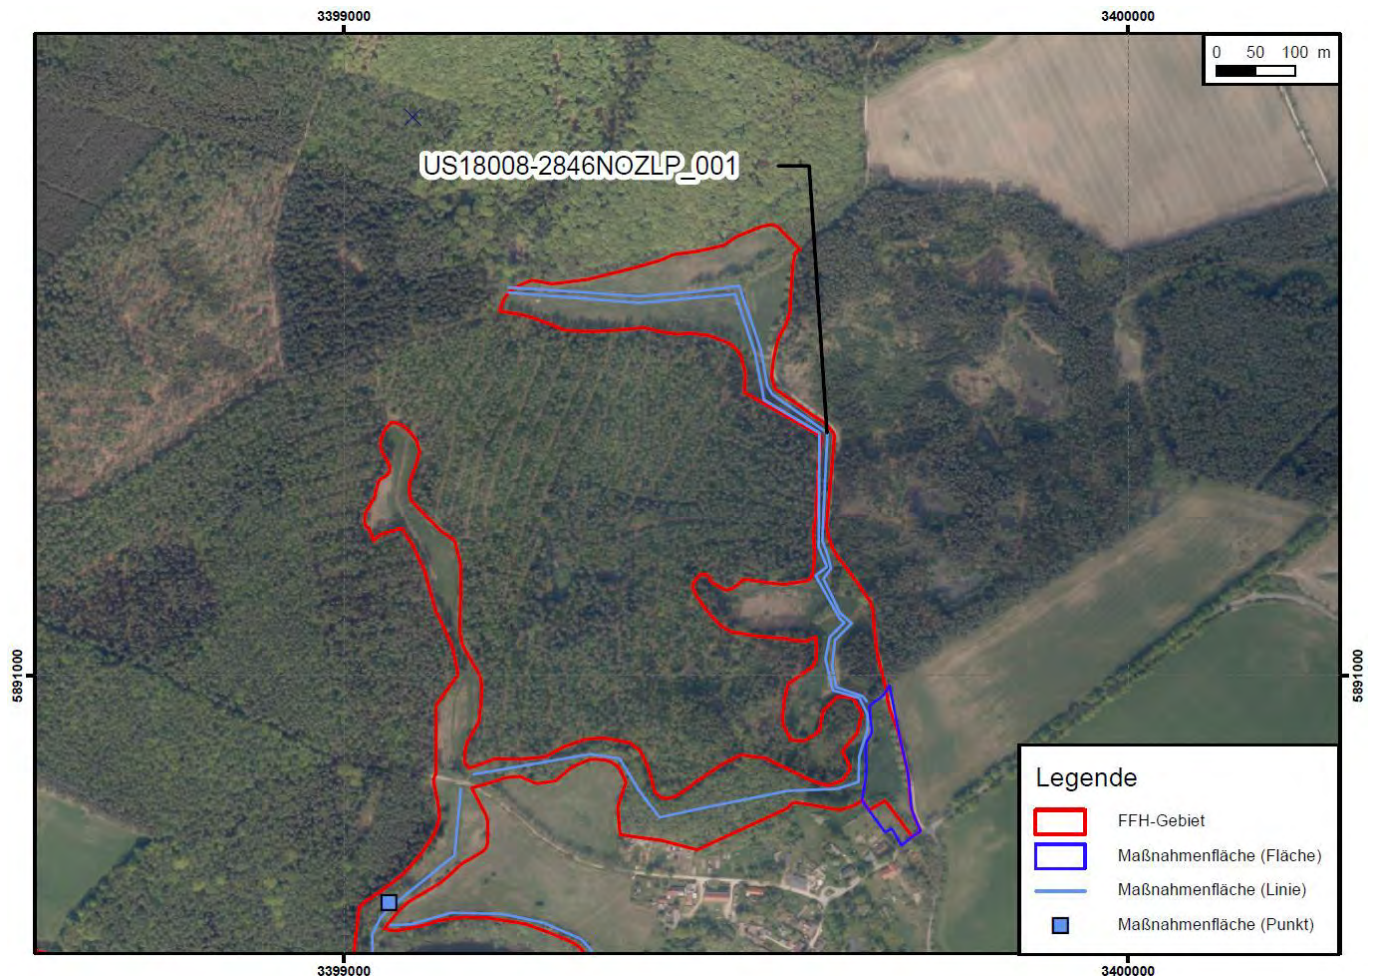 3399000
3400000
0 50 100 m
US18008-2846NOZLP_001
5891000
5891000
Legende
FFH-Gebiet
Maßnahmenfläche (Fläche)
Maßnahmenfläche (Linie)
Maßnahmenfläche (Punkt)
3399000
3400000